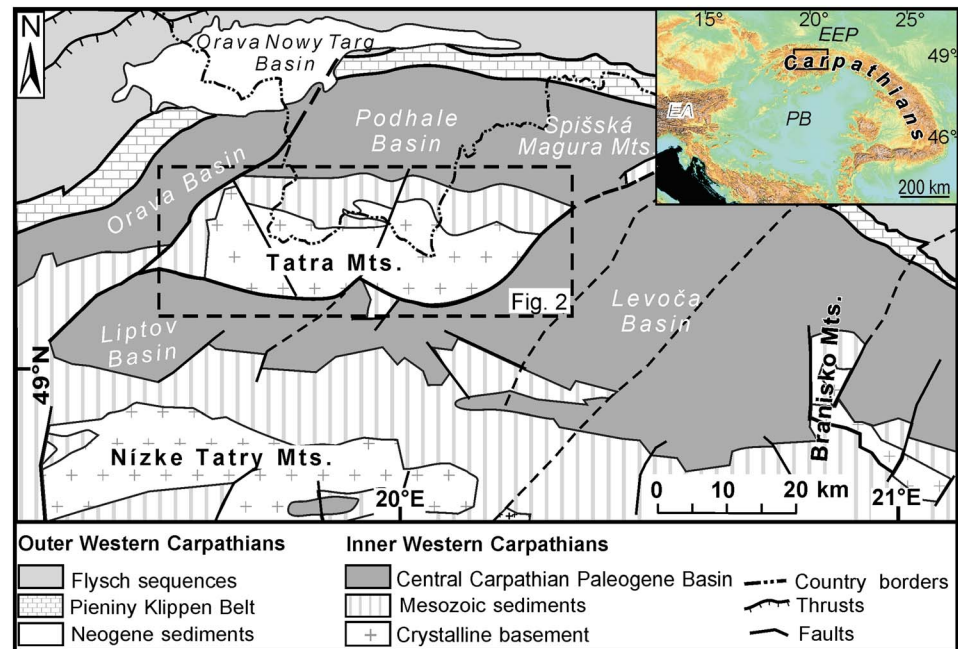 N
Orava Nowy Targ
Basin
Podhale
Basin
Spišská
Magura Mts.
Orava Basin
Tatra Mts.
Fig. 2
Liptov
Basin
Levoča
Basin
Branisko Mts.
Nízke Tatry Mts.
49°N
20°E
21°E
0 10 20 km
15° 20° 25°
EEP
49°
Carpathians
EA
PB
46°
200 km
Outer Western Carpathians
Flysch sequences
Pieniny Klippen Belt
Neogene sediments
Inner Western Carpathians
Central Carpathian Paleogene Basin
Mesozoic sediments
Crystalline basement
Country borders
Thrusts
Faults